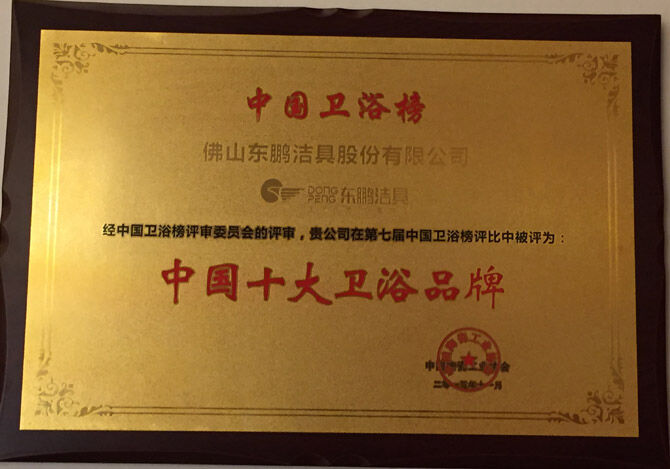 中国卫浴榜
佛山东鹏洁具股份有限公司
DONG PENG 东鹏洁具
经中国卫浴榜评审委员会的评审，贵公司在第七届中国卫浴榜评比中被评为：
中国十大卫浴品牌